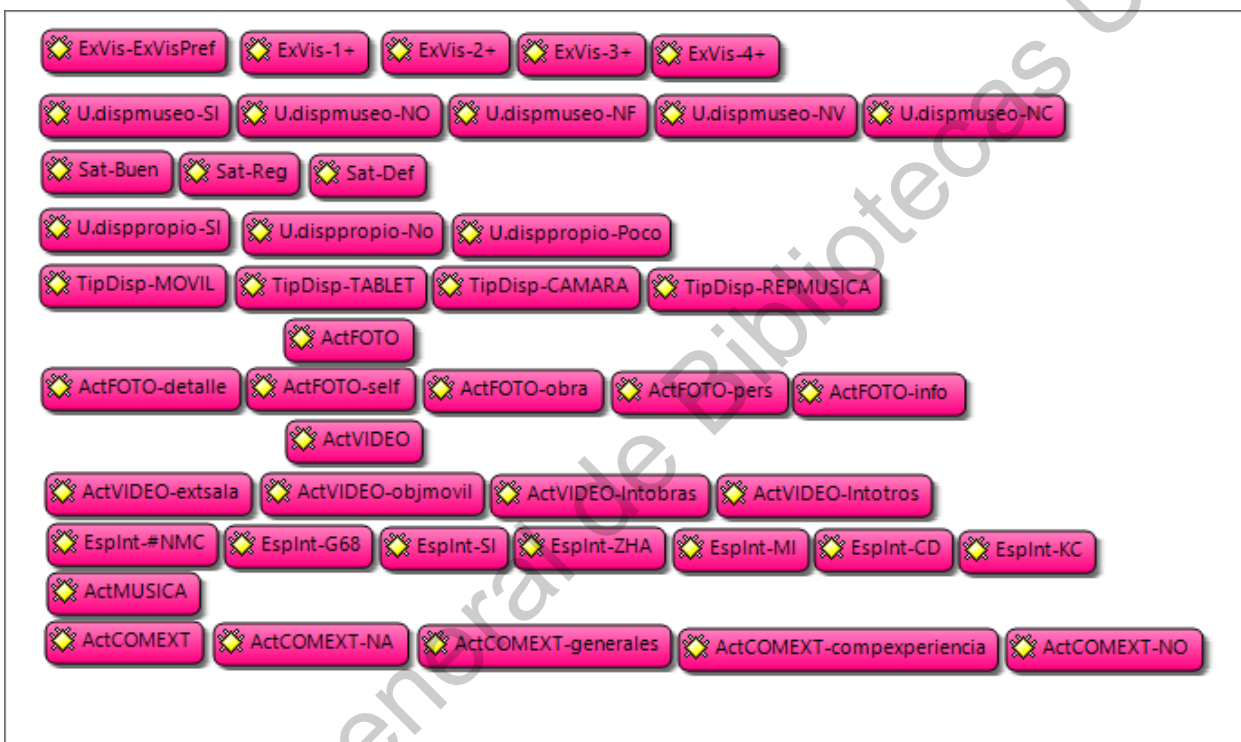 ExVis-ExVisPref ExVis-1+ ExVis-2+ ExVis-3+ ExVis-4+
U.dispmuseo-SI U.dispmuseo-NO U.dispmuseo-NF U.dispmuseo-NV U.dispmuseo-NC
Sat-Buen Sat-Reg Sat-Def
U.disppropio-SI U.disppropio-No U.disppropio-Poco
TipDisp-MOVIL TipDisp-TABLET TipDisp-CAMARA TipDisp-REPMUSICA
ActFOTO
ActFOTO-detalle ActFOTO-self ActFOTO-obra ActFOTO-pers ActFOTO-info
ActVIDEO
ActVIDEO-extsala ActVIDEO-objmovil ActVIDEO-Intobras ActVIDEO-Intotros
EspInt-#NMC EspInt-G68 EspInt-SI EspInt-ZHA EspInt-MI EspInt-CD EspInt-KC
ActMUSICA
ActCOMEXT ActCOMEXT-NA ActCOMEXT-generales ActCOMEXT-compexperiencia ActCOMEXT-NO
de Bibliotecas